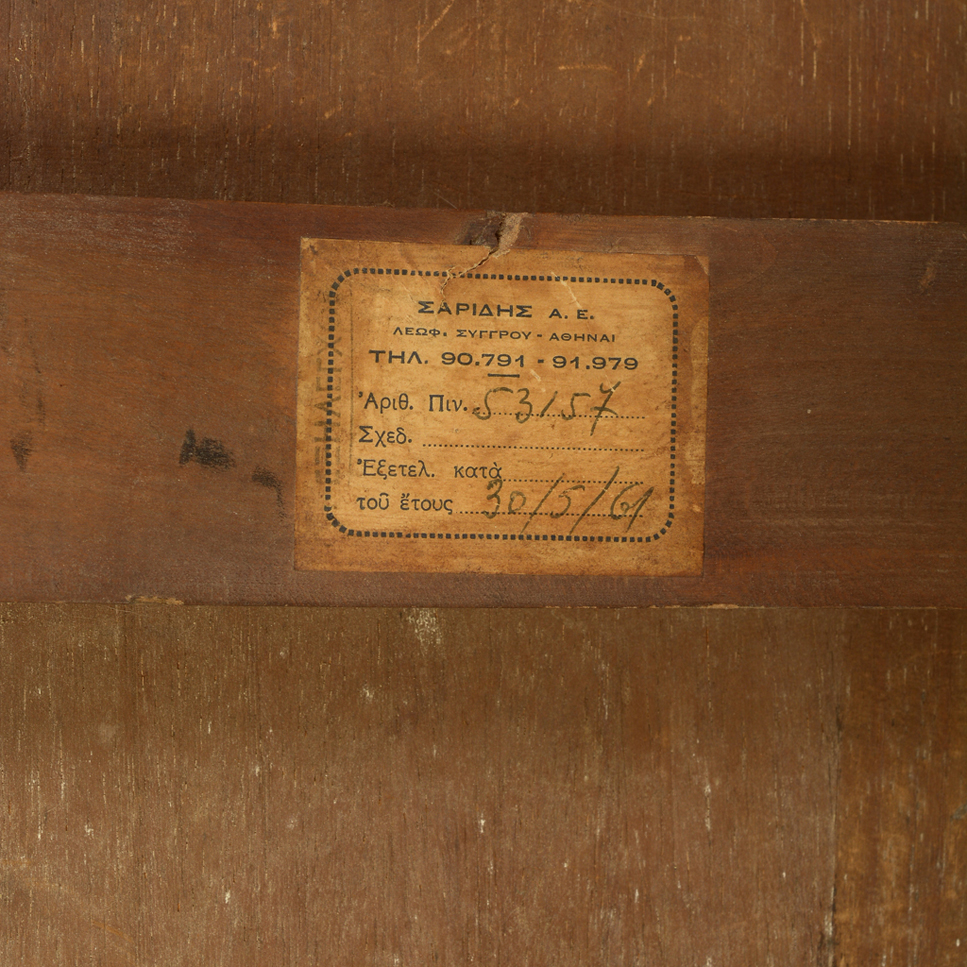 ΣΑΡΙΔΗΣ Α. Ε.
ΛΕΩΦ. ΣΥΓΓΡΟΥ - ΑΘΗΝΑΙ
ΤΗΛ. 90.791 - 91.979
Ἀριθ. Πιν. 53157
Σχεδ.
Ἐξετελ. κατὰ
τοῦ ἔτους 30/5/61